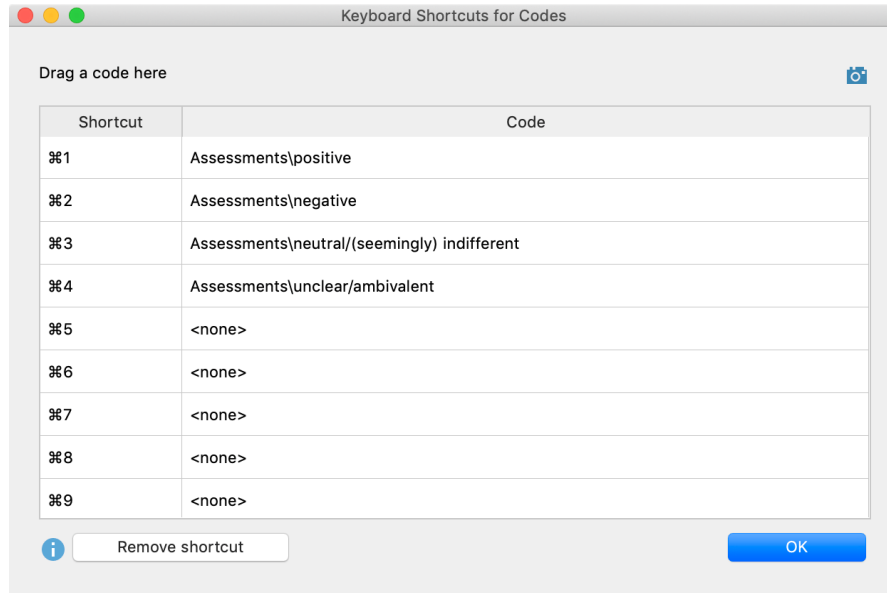 Keyboard Shortcuts for Codes
Drag a code here
Shortcut Code
⌘1 Assessments\positive
⌘2 Assessments\negative
⌘3 Assessments\neutral/(seemingly) indifferent
⌘4 Assessments\unclear/ambivalent
⌘5 <none>
⌘6 <none>
⌘7 <none>
⌘8 <none>
⌘9 <none>
Remove shortcut OK